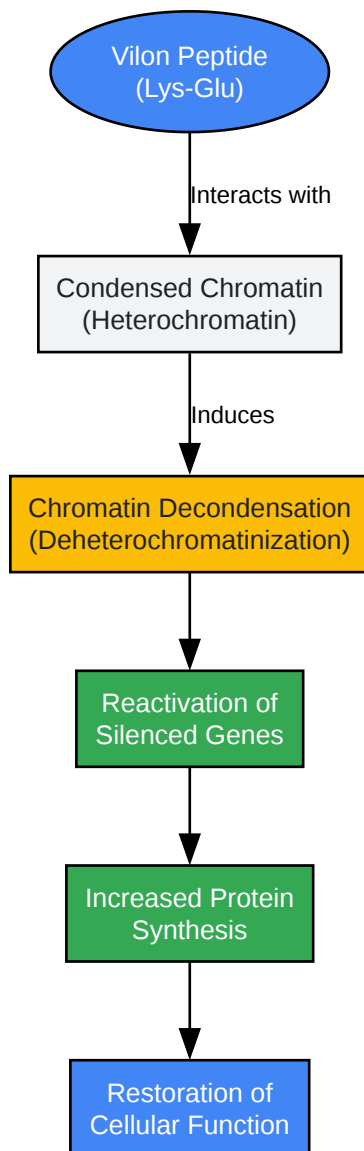 Vilon Peptide
(Lys-Glu)
Interacts with
Condensed Chromatin
(Heterochromatin)
Induces
Chromatin Decondensation
(Deheterochromatinization)
Reactivation of
Silenced Genes
Increased Protein
Synthesis
Restoration of
Cellular Function